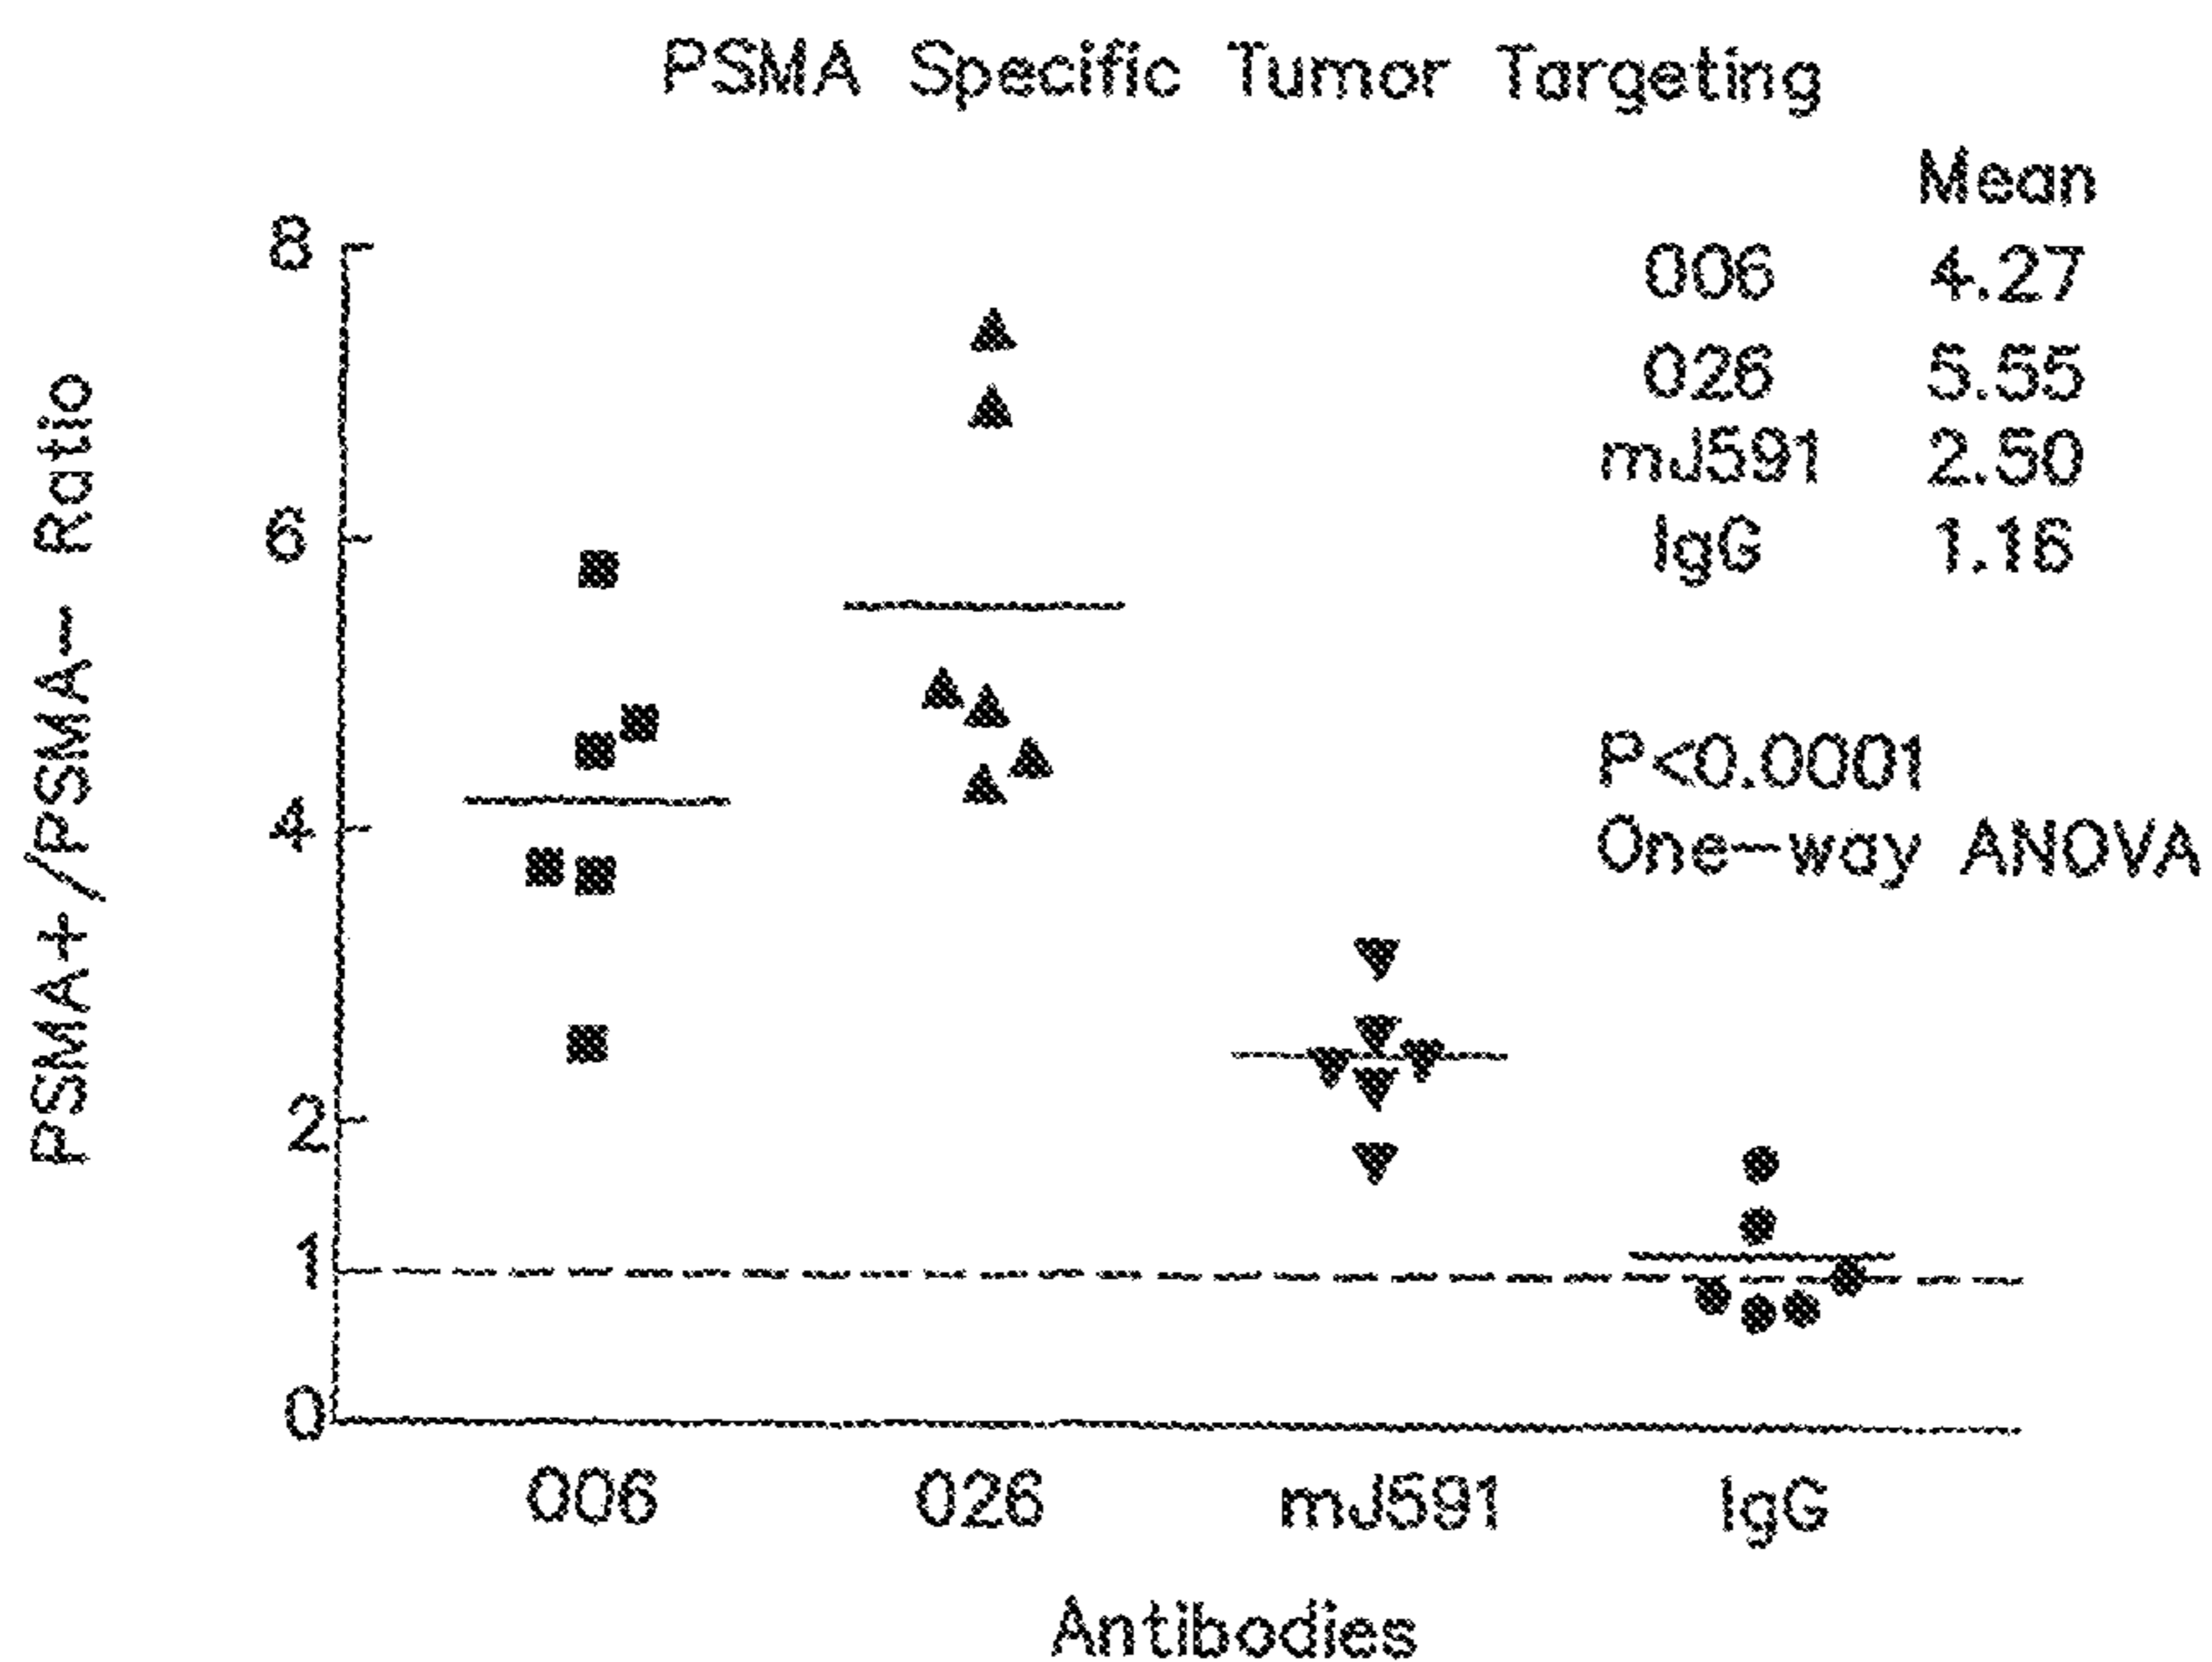 PSMA Specific Tumor Targeting
Mean
006 4.27
026 5.55
mJ591 2.50
IgG 1.16
P<0.0001
One-way ANOVA
PSMA+/PSMA- Ratio
8
6
4
2
1
0
006 026 mJ591 IgG
Antibodies